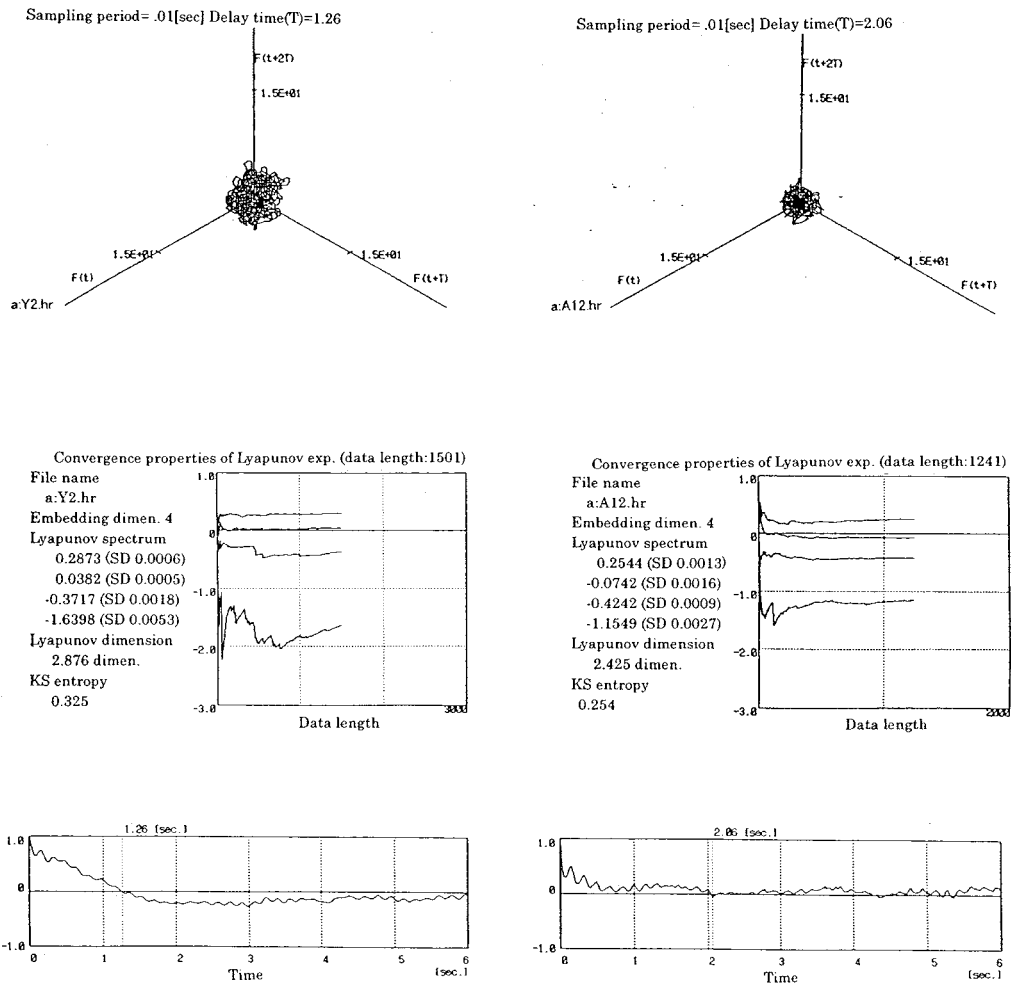 Sampling period= .01[sec] Delay time(T)=1.26
F(t+2T)
1.5E+01
1.5E+01
1.5E+01
F(t)
F(t+T)
a:Y2.hr
Sampling period= .01[sec] Delay time(T)=2.06
F(t+2T)
1.5E+01
1.5E+01
1.5E+01
F(t)
F(t+T)
a:A12.hr
Convergence properties of Lyapunov exp. (data length:1501)
File name
a:Y2.hr
Embedding dimen. 4
Lyapunov spectrum
0.2873 (SD 0.0006)
0.0382 (SD 0.0005)
-0.3717 (SD 0.0018)
-1.6398 (SD 0.0053)
Lyapunov dimension
2.876 dimen.
KS entropy
0.325
1.0
0
-1.0
-2.0
-3.0
3000
Data length
Convergence properties of Lyapunov exp. (data length:1241)
File name
a:A12.hr
Embedding dimen. 4
Lyapunov spectrum
0.2544 (SD 0.0013)
-0.0742 (SD 0.0016)
-0.4242 (SD 0.0009)
-1.1549 (SD 0.0027)
Lyapunov dimension
2.425 dimen.
KS entropy
0.254
1.0
0
-1.0
-2.0
-3.0
2000
Data length
1.26 [sec.]
1.0
0
-1.0
0 1 2 3 4 5 6
Time [sec.]
2.06 [sec.]
1.0
0
-1.0
0 1 2 3 4 5 6
Time [sec.]